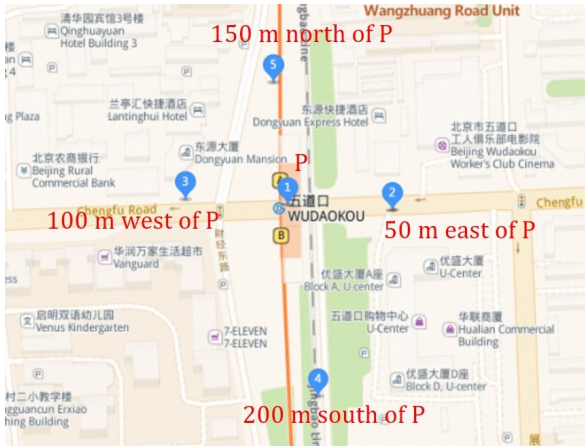 清华园宾馆3号楼
Qinghuayuan
Hotel Building 3
Wangzhuang Road Unit
150 m north of P
5
P
兰亭汇快捷酒店
Lantinghui Hotel
东源快捷酒店
Dongyuan Express Hotel
ng Plaza
东源大厦
Dongyuan Mansion
北京市五道口
工人俱乐部电影院
Beijing Wudaokou
Worker's Club Cinema
北京农商银行
Beijing Rural
Commercial Bank
P
3
1
2
五道口
WUDAOKOU
Chengfu Road
Chengfu
100 m west of P
50 m east of P
B
财经东路
华润万家生活超市
Vanguard
优盛大厦A座
Block A, U-center
优盛大厦
U-Center
启明双语幼儿园
Venus Kindergarten
7-ELEVEN
7-ELEVEN
五道口购物中心
U-Center
华联商厦
Hualian Commercial
Building
P
P
4
优盛大厦D座
Block D, U-center
村二小教学楼
ngguancun Erxiao
ching Building
200 m south of P
展